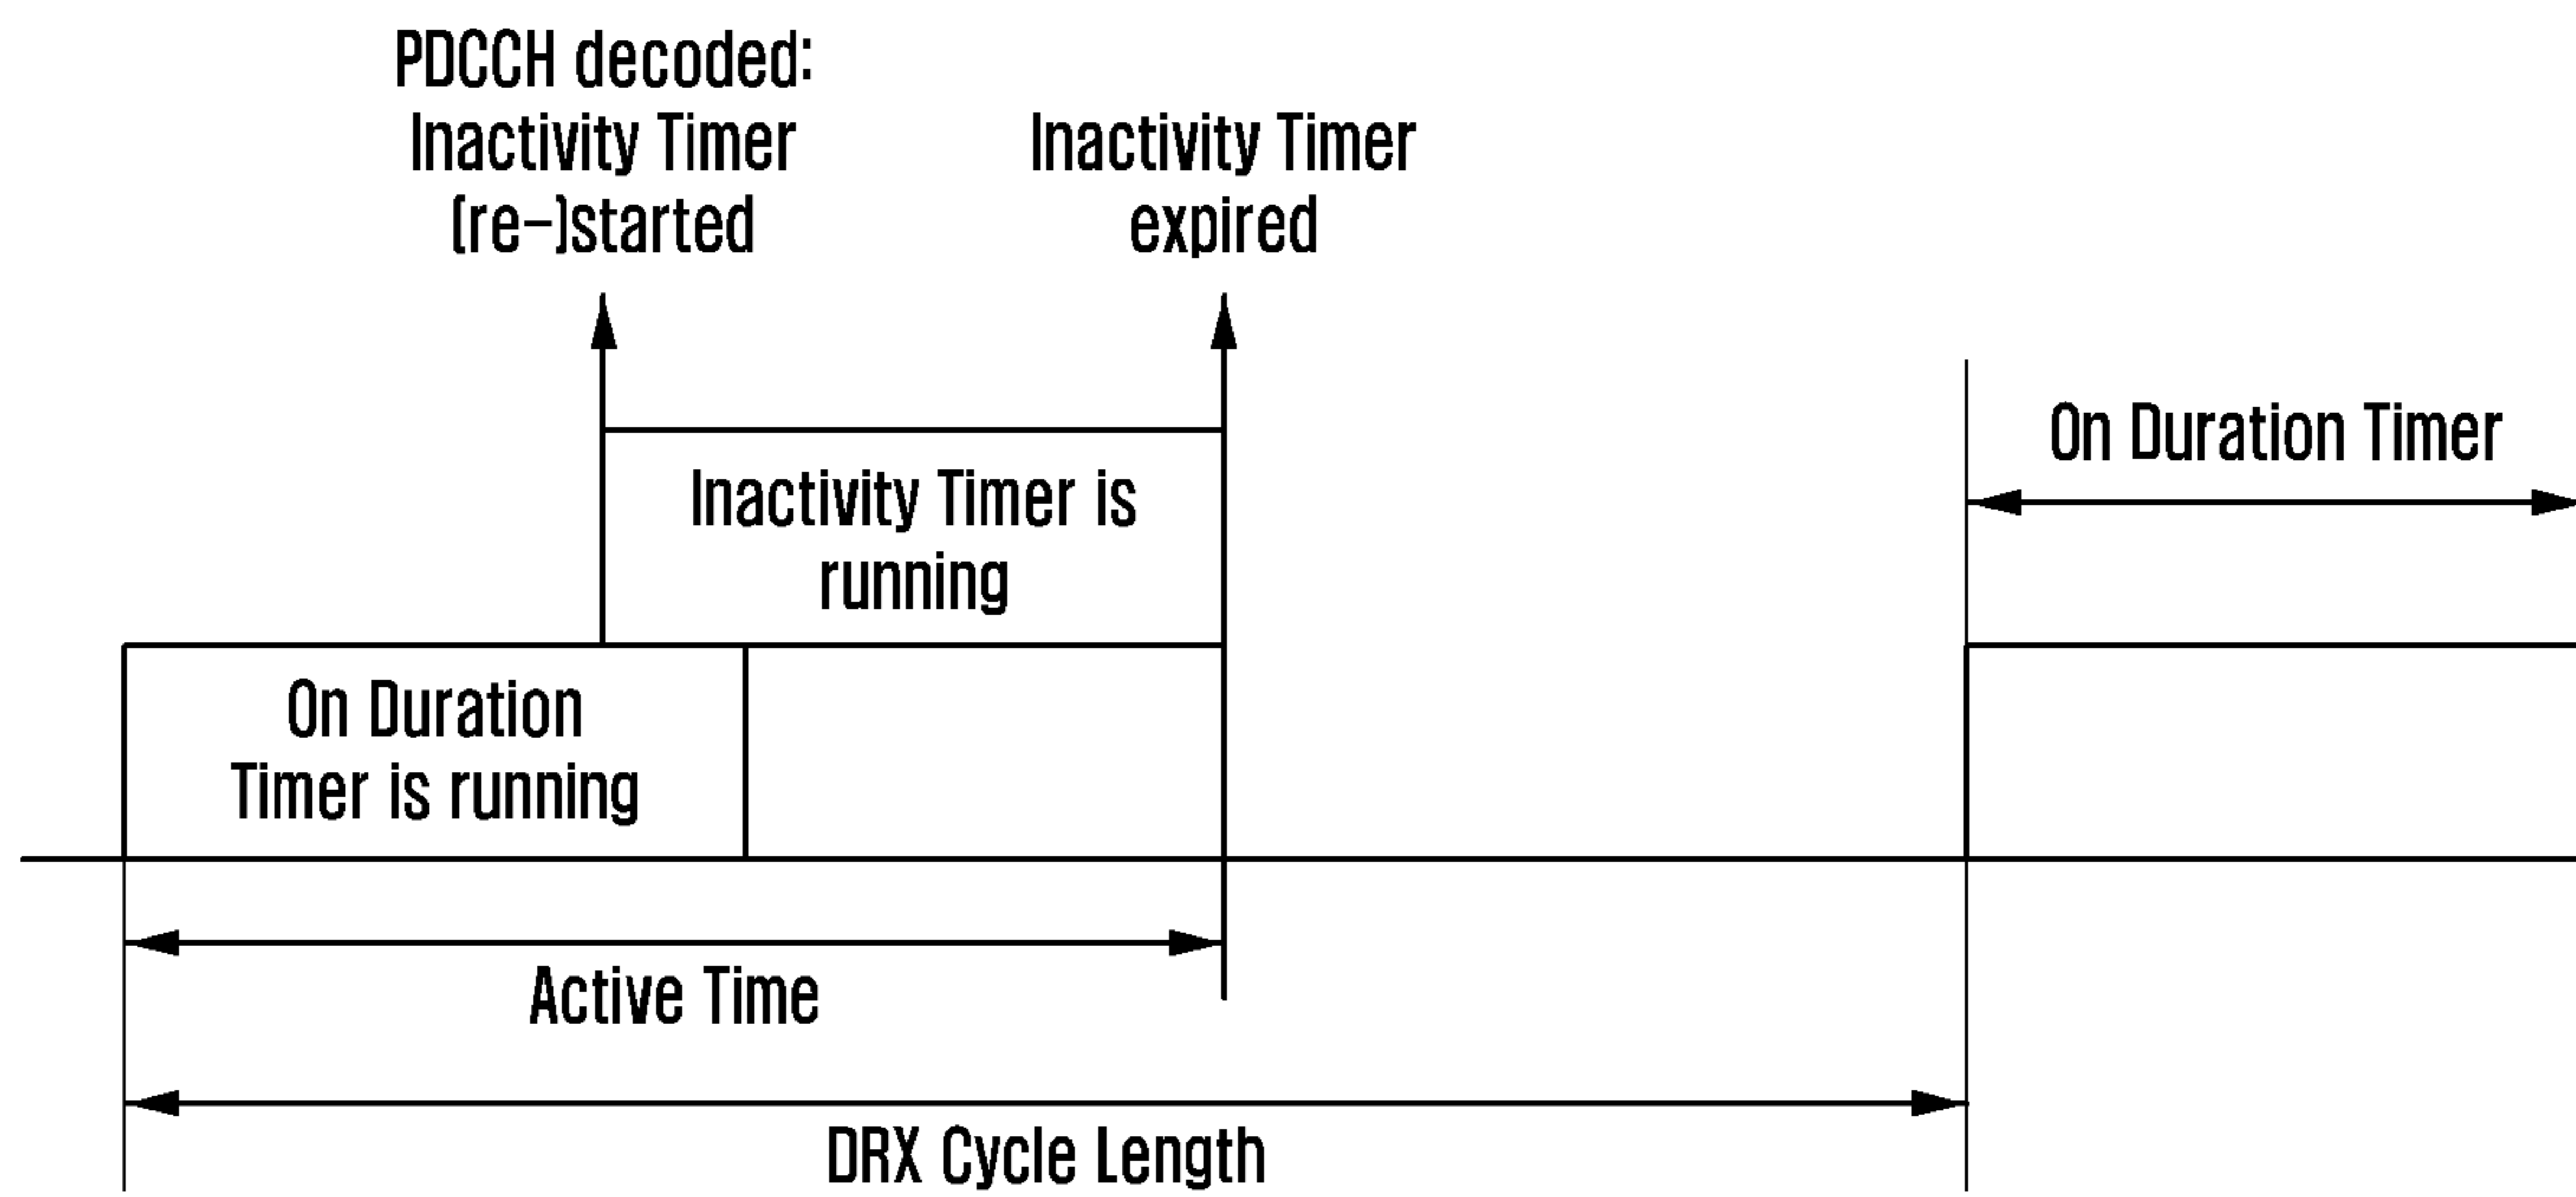 PDCCH decoded:
Inactivity Timer
(re-)started
Inactivity Timer
expired
On Duration Timer
Inactivity Timer is
running
On Duration
Timer is running
Active Time
DRX Cycle Length